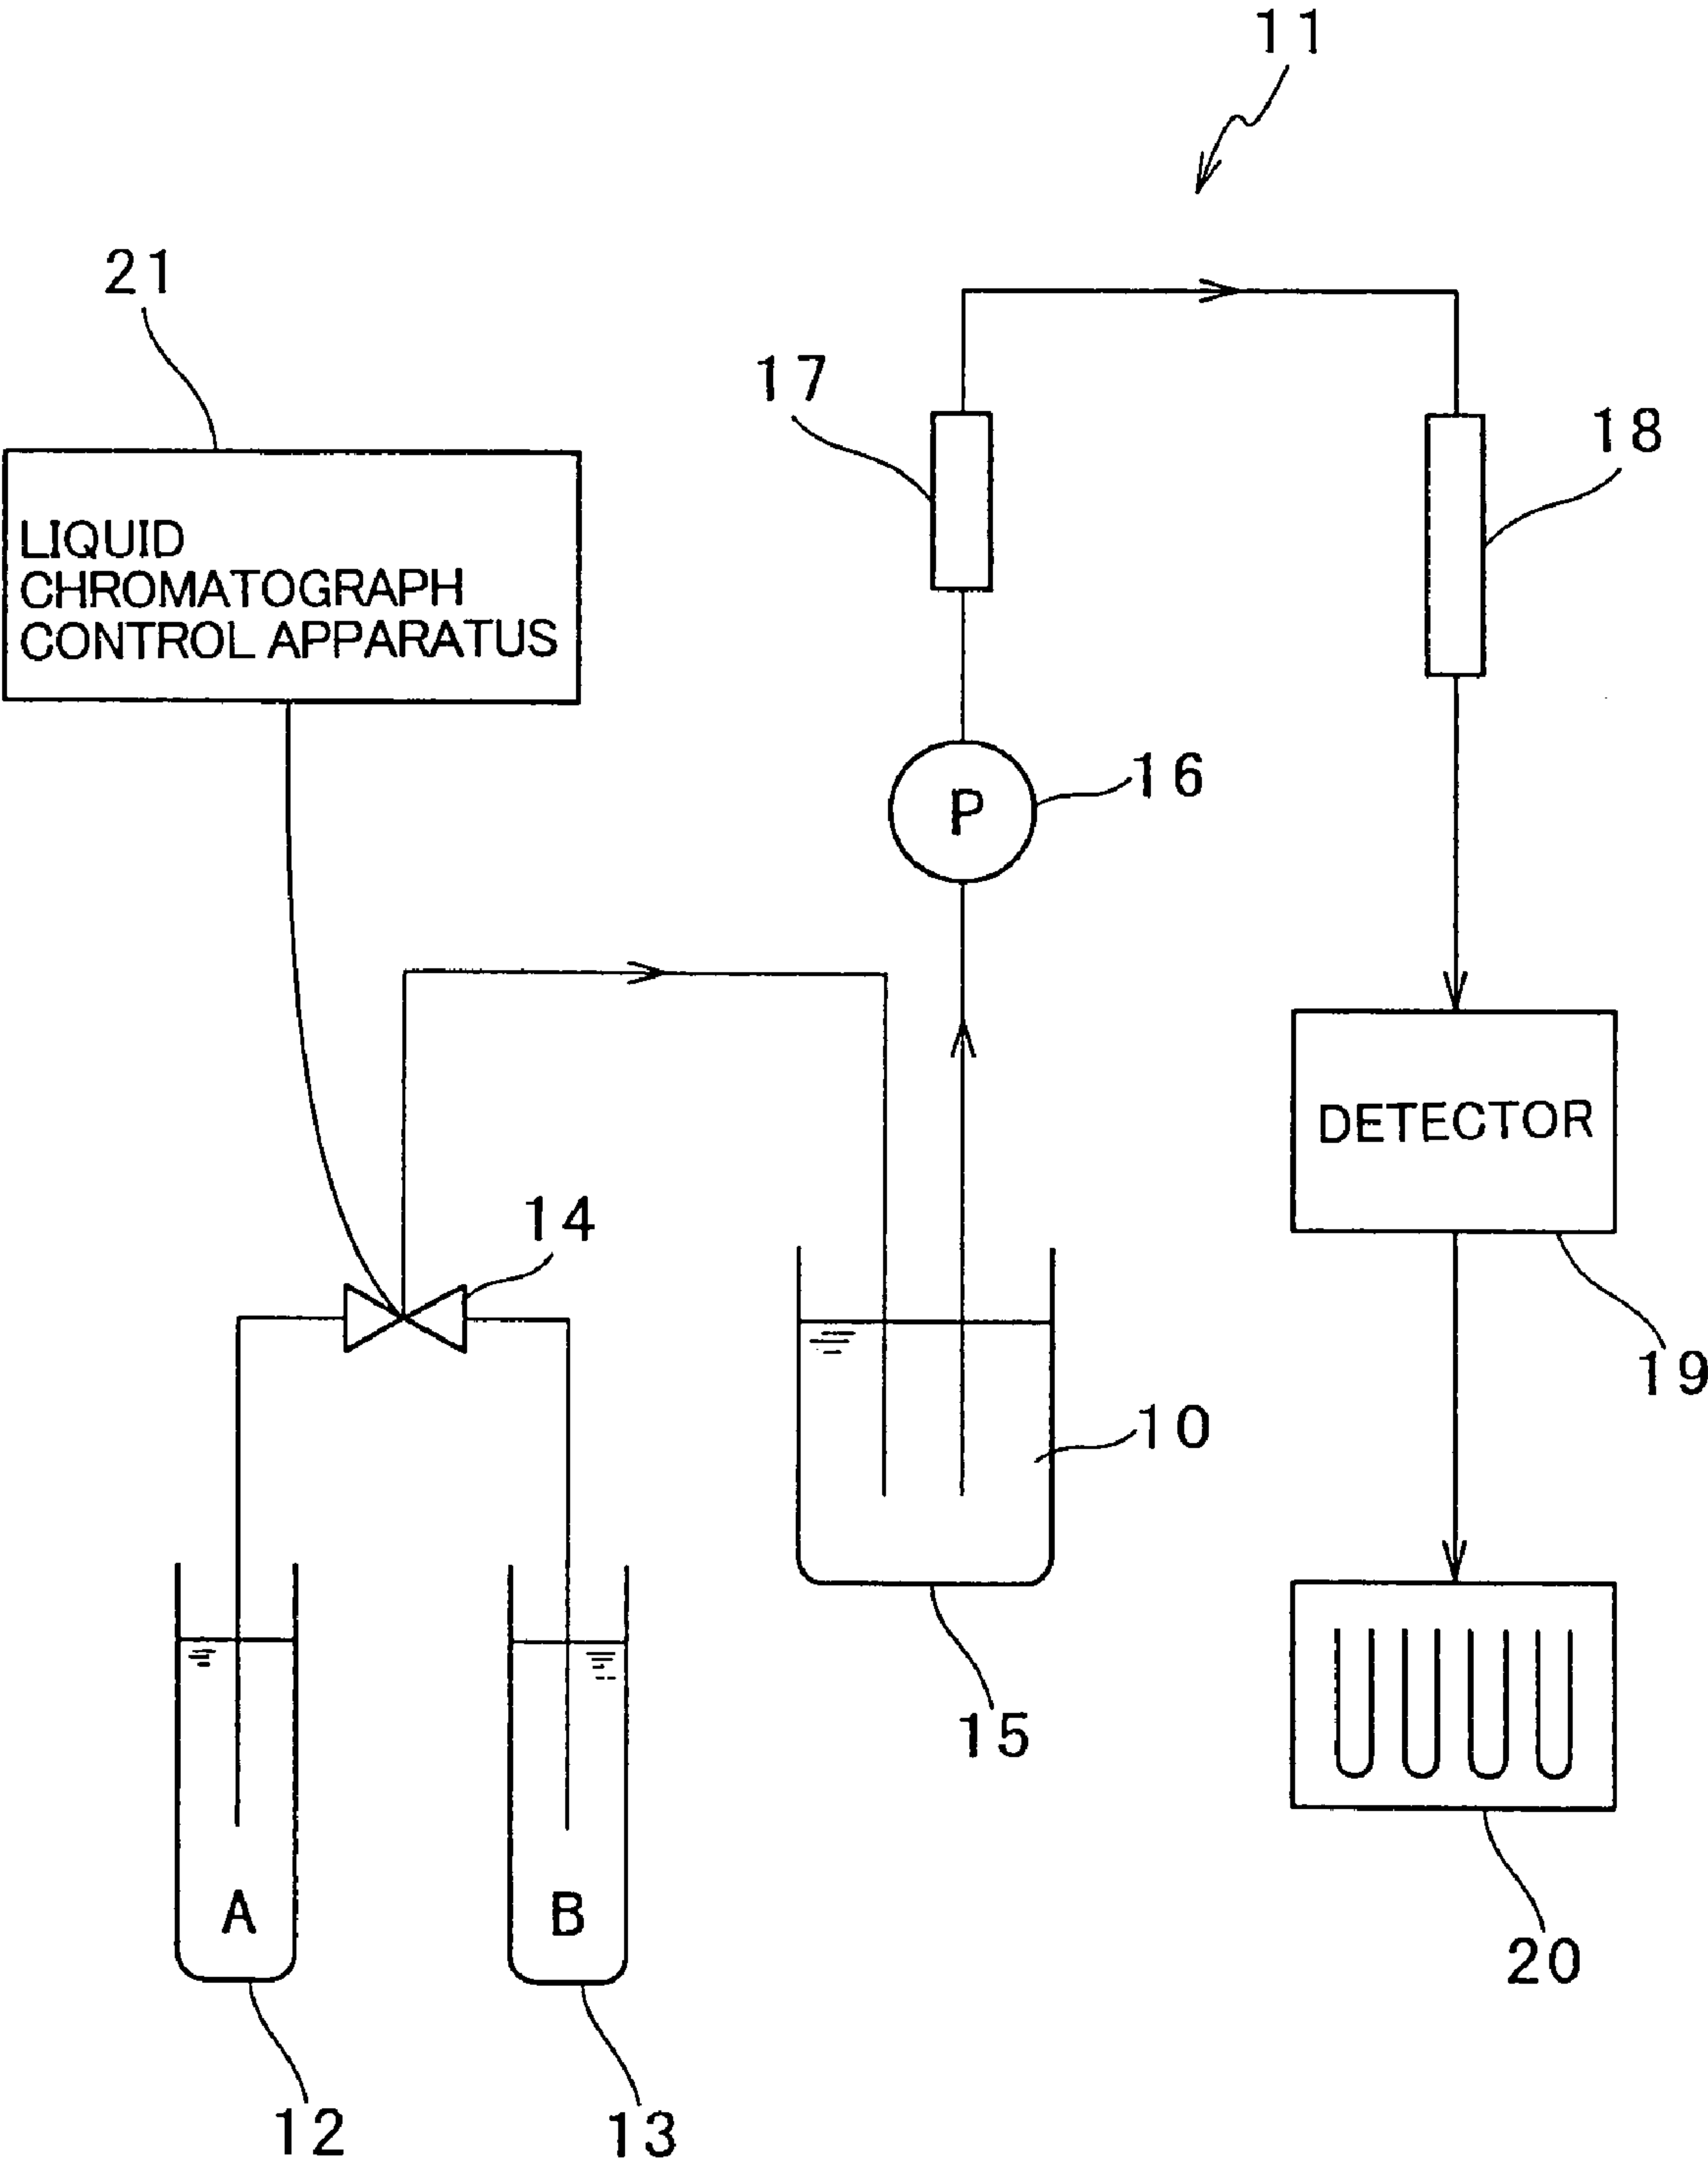 11
21
17
18
LIQUID
CHROMATOGRAPH
CONTROL APPARATUS
16
P
DETECTOR
14
19
10
15
A
B
20
12
13